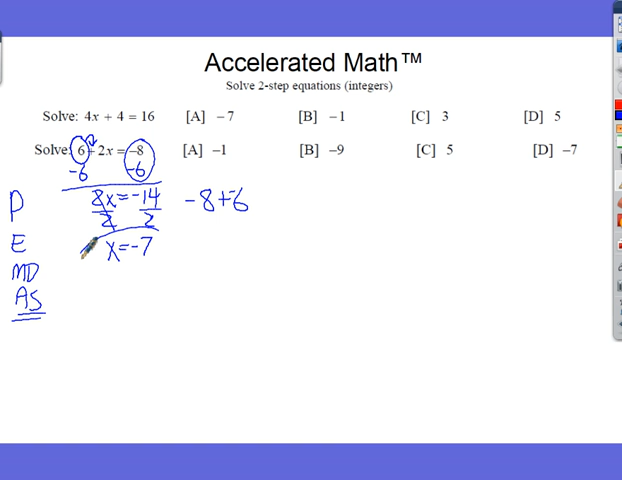 Accelerated Math™
Solve 2-step equations (integers)
Solve: 4x + 4 = 16 [A] −7 [B] −1 [C] 3 [D] 5
Solve: 6 + 2x = −8 [A] −1 [B] −9 [C] 5 [D] −7
-6 -6
P 2x = -14 -8+-6
2 2
E x = -7
MD
AS